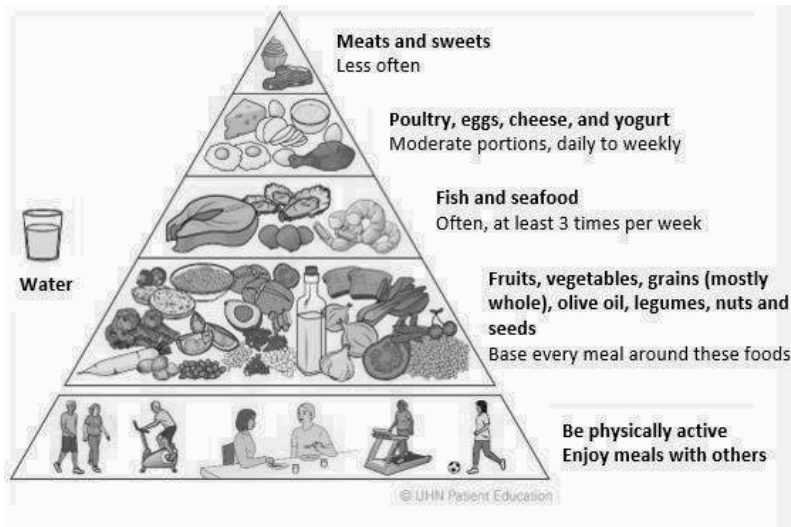 Meats and sweets
Less often
Poultry, eggs, cheese, and yogurt
Moderate portions, daily to weekly
Fish and seafood
Often, at least 3 times per week
Water
Fruits, vegetables, grains (mostly
whole), olive oil, legumes, nuts and
seeds
Base every meal around these foods
Be physically active
Enjoy meals with others
© UHN Patient Education